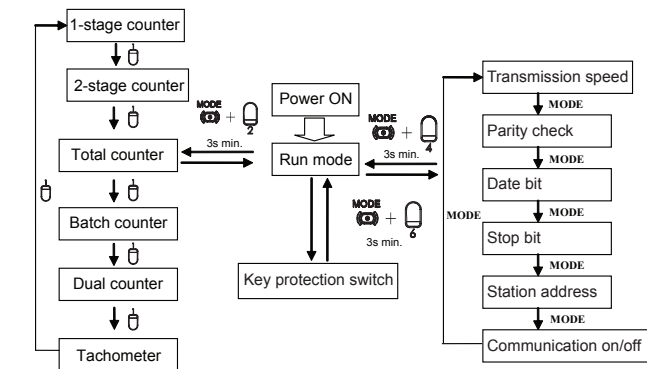 1-stage counter
2-stage counter
Total counter
Batch counter
Dual counter
Tachometer
MODE
+
2
3s min.
Power ON
Run mode
MODE
+
4
3s min.
MODE
+
6
3s min.
Key protection switch
Transmission speed
MODE
Parity check
MODE
Date bit
MODE
MODE
Stop bit
MODE
Station address
MODE
Communication on/off